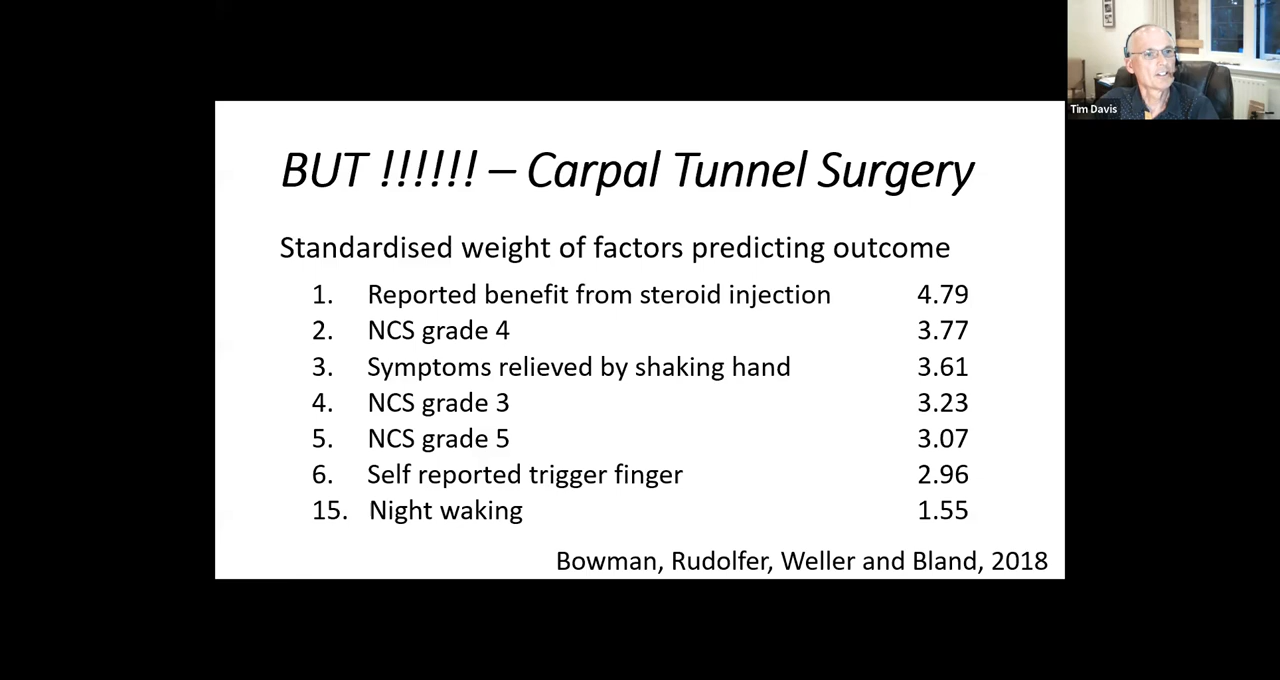 BUT !!!!!! – Carpal Tunnel Surgery
Standardised weight of factors predicting outcome
1. Reported benefit from steroid injection 4.79
2. NCS grade 4 3.77
3. Symptoms relieved by shaking hand 3.61
4. NCS grade 3 3.23
5. NCS grade 5 3.07
6. Self reported trigger finger 2.96
15. Night waking 1.55
Bowman, Rudolfer, Weller and Bland, 2018
Tim Davis